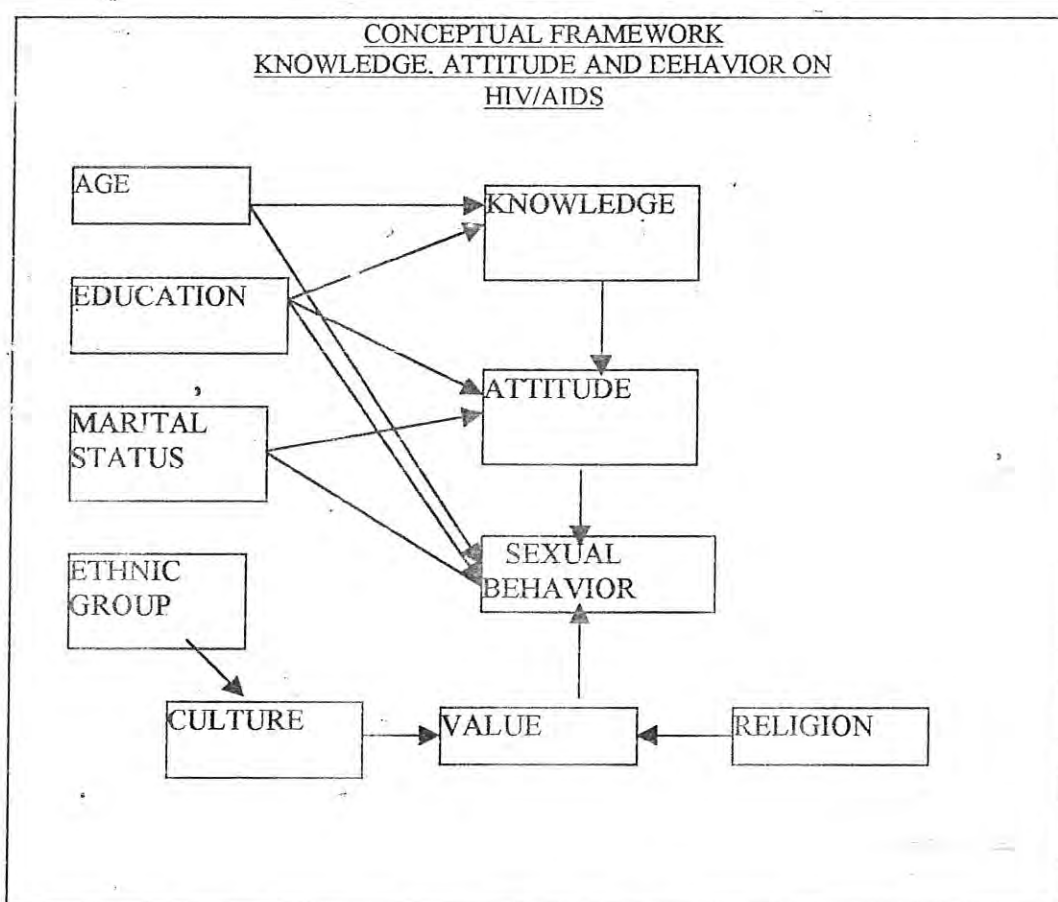 CONCEPTUAL FRAMEWORK
KNOWLEDGE. ATTITUDE AND BEHAVIOR ON
HIV/AIDS
AGE
KNOWLEDGE
EDUCATION
ATTITUDE
MARITAL
STATUS
SEXUAL
BEHAVIOR
ETHNIC
GROUP
CULTURE
VALUE
RELIGION